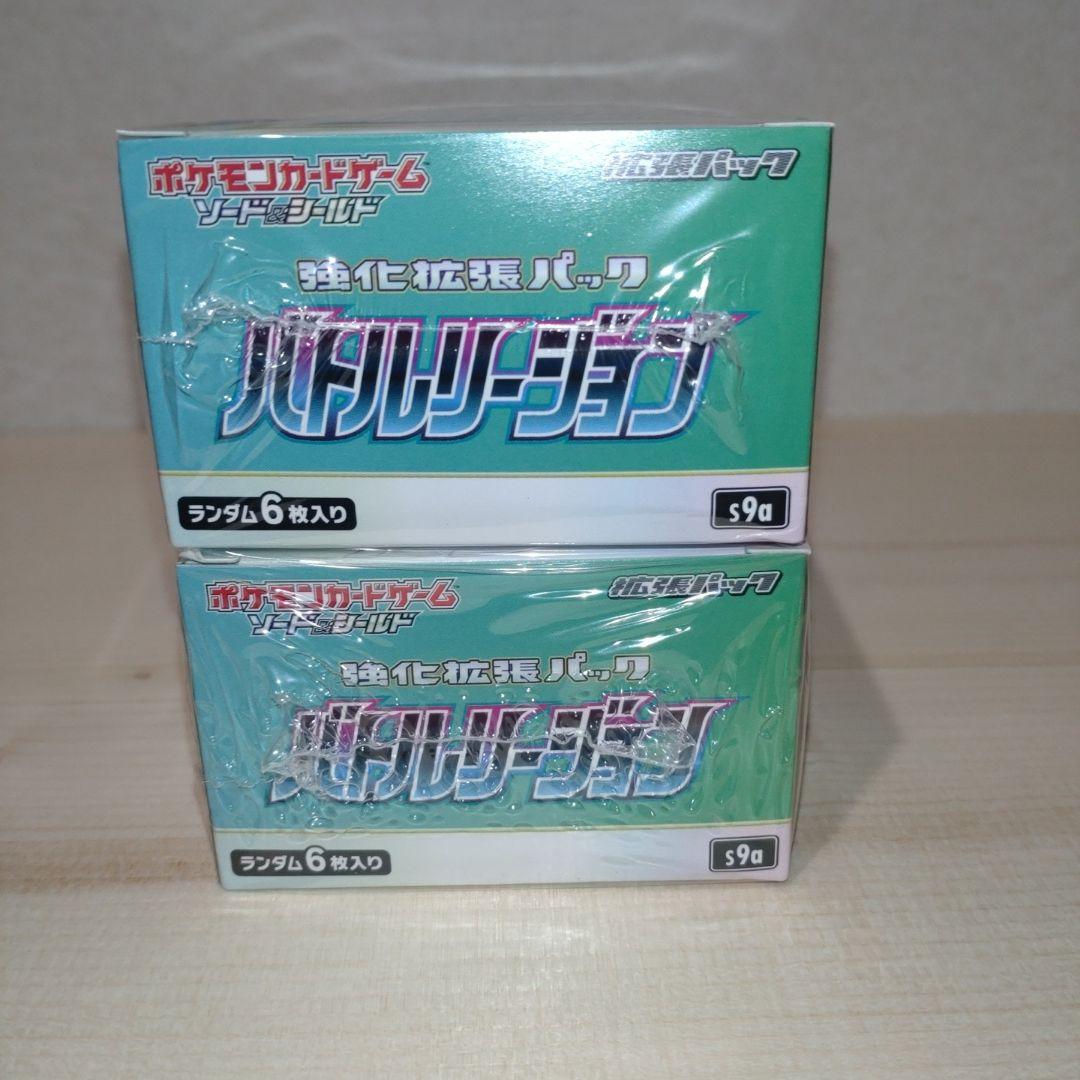 ポケモンカードゲーム
拡張パック
ソード&シールド
強化拡張パック
バトルリージョン
ランダム6枚入り
s9a
ポケモンカードゲーム
拡張パック
ソード&シールド
強化拡張パック
バトルリージョン
ランダム6枚入り
s9a